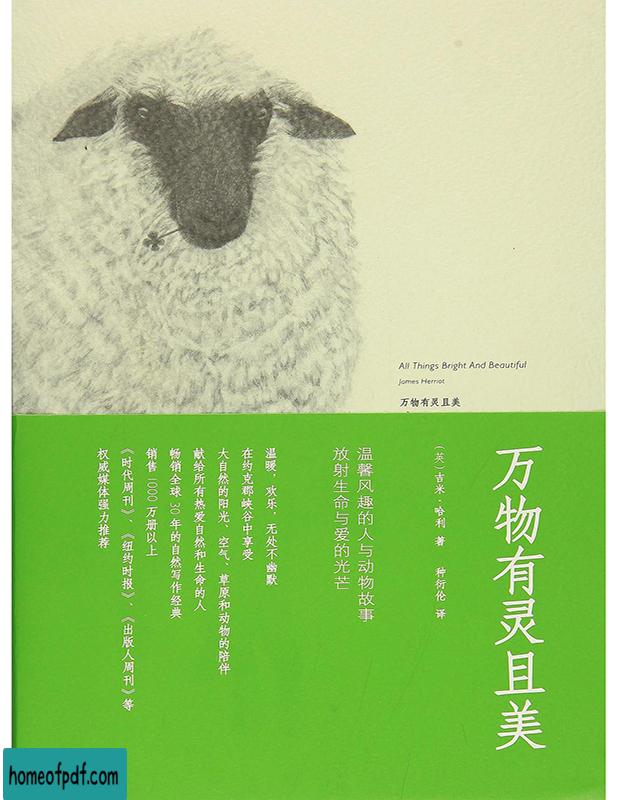 All Things Bright And Beautiful
James Herriot
万物有灵且美
万物有灵且美
(英)吉米·哈利 著 种衍伦 译
温馨风趣的人与动物故事
放射生命与爱的光芒
温暖，欢乐，无处不幽默
在约克郡峡谷中享受
大自然的阳光、空气、草原和动物的陪伴
献给所有热爱自然和生命的人
畅销全球30年的自然写作经典
销售1000万册以上
《时代周刊》、《纽约时报》、《出版人周刊》等
权威媒体强力推荐
homeofpdf.com